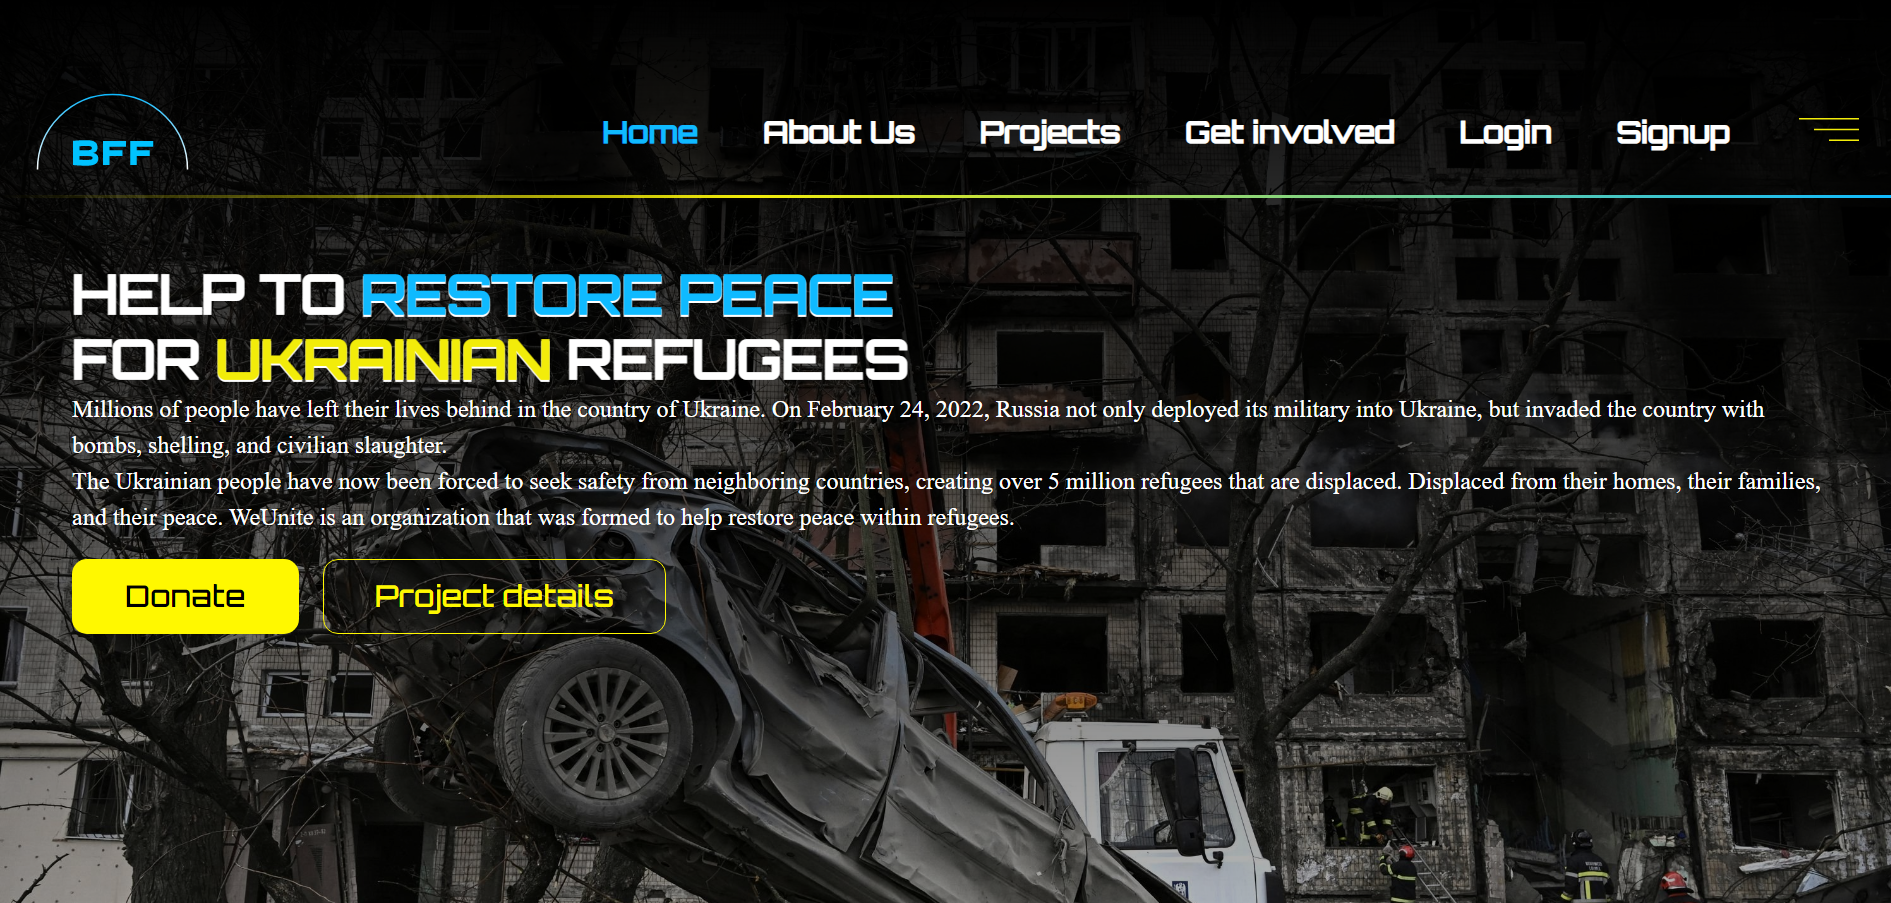 BFF
Home About Us Projects Get involved Login Signup
HELP TO RESTORE PEACE
FOR UKRAINIAN REFUGEES
Millions of people have left their lives behind in the country of Ukraine. On February 24, 2022, Russia not only deployed its military into Ukraine, but invaded the country with
bombs, shelling, and civilian slaughter.
The Ukrainian people have now been forced to seek safety from neighboring countries, creating over 5 million refugees that are displaced. Displaced from their homes, their families,
and their peace. WeUnite is an organization that was formed to help restore peace within refugees.
Donate Project details